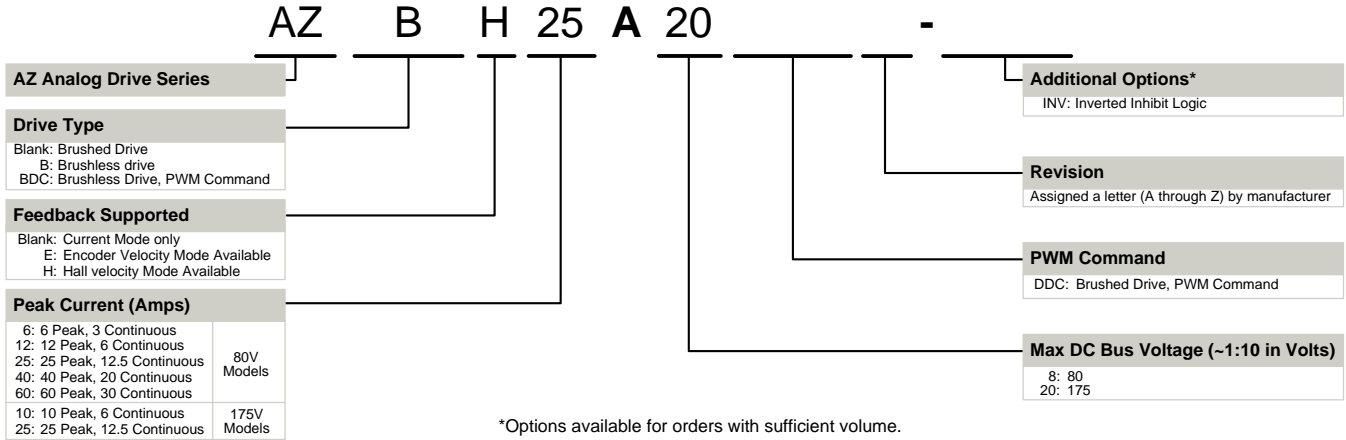 AZ B H 25 A 20 -
AZ Analog Drive Series
Drive Type
Blank: Brushed Drive
B: Brushless drive
BDC: Brushless Drive, PWM Command
Feedback Supported
Blank: Current Mode only
E: Encoder Velocity Mode Available
H: Hall velocity Mode Available
Peak Current (Amps)
6: 6 Peak, 3 Continuous
12: 12 Peak, 6 Continuous
25: 25 Peak, 12.5 Continuous
40: 40 Peak, 20 Continuous
60: 60 Peak, 30 Continuous
80V
Models
10: 10 Peak, 6 Continuous
25: 25 Peak, 12.5 Continuous
175V
Models
Additional Options*
INV: Inverted Inhibit Logic
Revision
Assigned a letter (A through Z) by manufacturer
PWM Command
DDC: Brushed Drive, PWM Command
Max DC Bus Voltage (~1:10 in Volts)
8: 80
20: 175
*Options available for orders with sufficient volume.